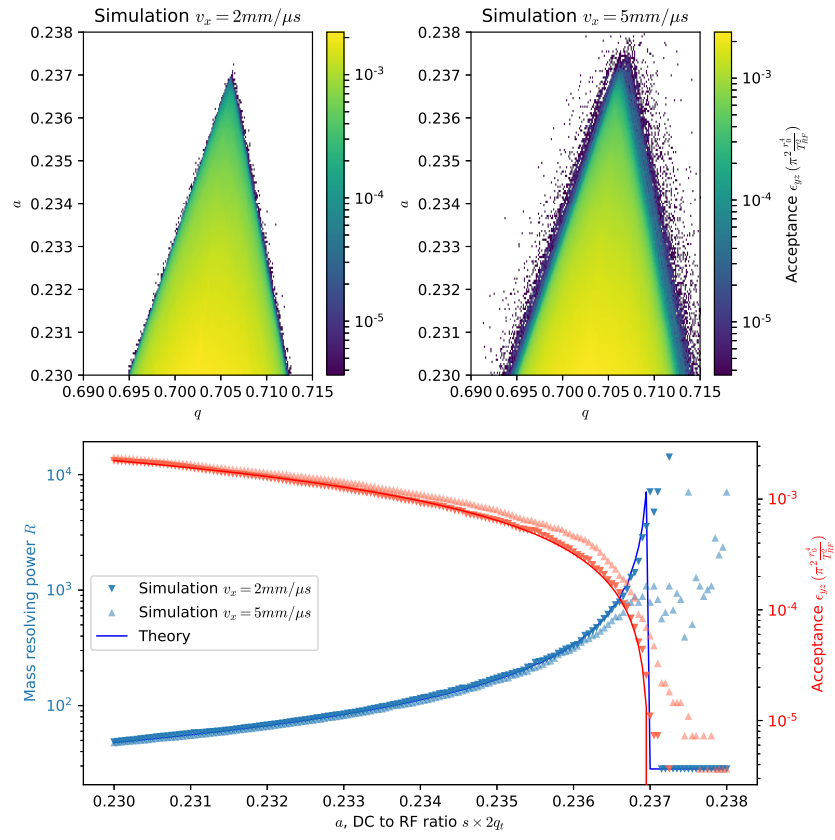 Simulation $v_x = 2mm/\mu s$
0.238
0.237
0.236
0.235
0.234
0.233
0.232
0.231
0.230
a
0.690 0.695 0.700 0.705 0.710 0.715
q
10⁻³
10⁻⁴
10⁻⁵
Simulation $v_x = 5mm/\mu s$
0.238
0.237
0.236
0.235
0.234
0.233
0.232
0.231
0.230
a
0.690 0.695 0.700 0.705 0.710 0.715
q
10⁻³
10⁻⁴
10⁻⁵
Acceptance $\epsilon_{yz}$ $(\pi^2 \frac{r_0^4}{T_{RF}^2})$
Mass resolving power R
10⁴
10³
10²
Simulation $v_x = 2mm/\mu s$
Simulation $v_x = 5mm/\mu s$
Theory
10⁻³
10⁻⁴
10⁻⁵
Acceptance $\epsilon_{yz}$ $(\pi^2 \frac{r_0^4}{T_{RF}^2})$
0.230 0.231 0.232 0.233 0.234 0.235 0.236 0.237 0.238
a, DC to RF ratio $s \times 2q_t$